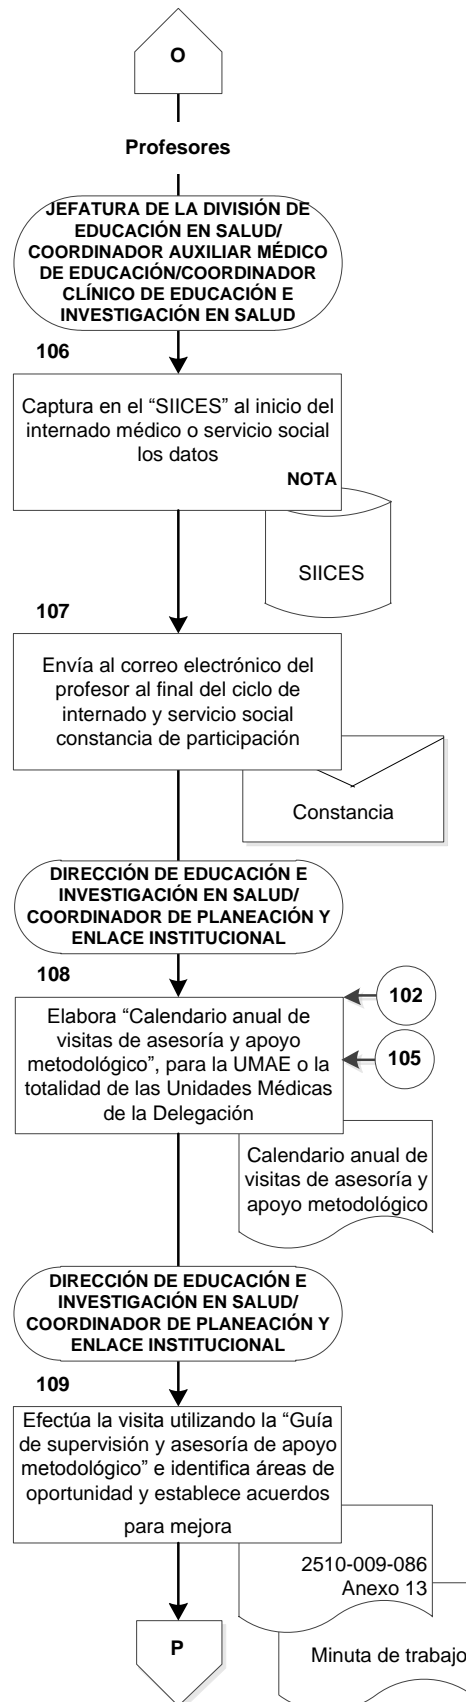 O
Profesores
JEFATURA DE LA DIVISIÓN DE
EDUCACIÓN EN SALUD/
COORDINADOR AUXILIAR MÉDICO
DE EDUCACIÓN/COORDINADOR
CLÍNICO DE EDUCACIÓN E
INVESTIGACIÓN EN SALUD
106
Captura en el “SIICES” al inicio del
internado médico o servicio social
los datos
NOTA
SIICES
107
Envía al correo electrónico del
profesor al final del ciclo de
internado y servicio social
constancia de participación
Constancia
DIRECCIÓN DE EDUCACIÓN E
INVESTIGACIÓN EN SALUD/
COORDINADOR DE PLANEACIÓN Y
ENLACE INSTITUCIONAL
108
102
Elabora “Calendario anual de
visitas de asesoría y apoyo
metodológico”, para la UMAE o la
totalidad de las Unidades Médicas
de la Delegación
105
Calendario anual de
visitas de asesoría y
apoyo metodológico
DIRECCIÓN DE EDUCACIÓN E
INVESTIGACIÓN EN SALUD/
COORDINADOR DE PLANEACIÓN Y
ENLACE INSTITUCIONAL
109
Efectúa la visita utilizando la “Guía
de supervisión y asesoría de apoyo
metodológico” e identifica áreas de
oportunidad y establece acuerdos
para mejora
2510-009-086
Anexo 13
P
Minuta de trabajo